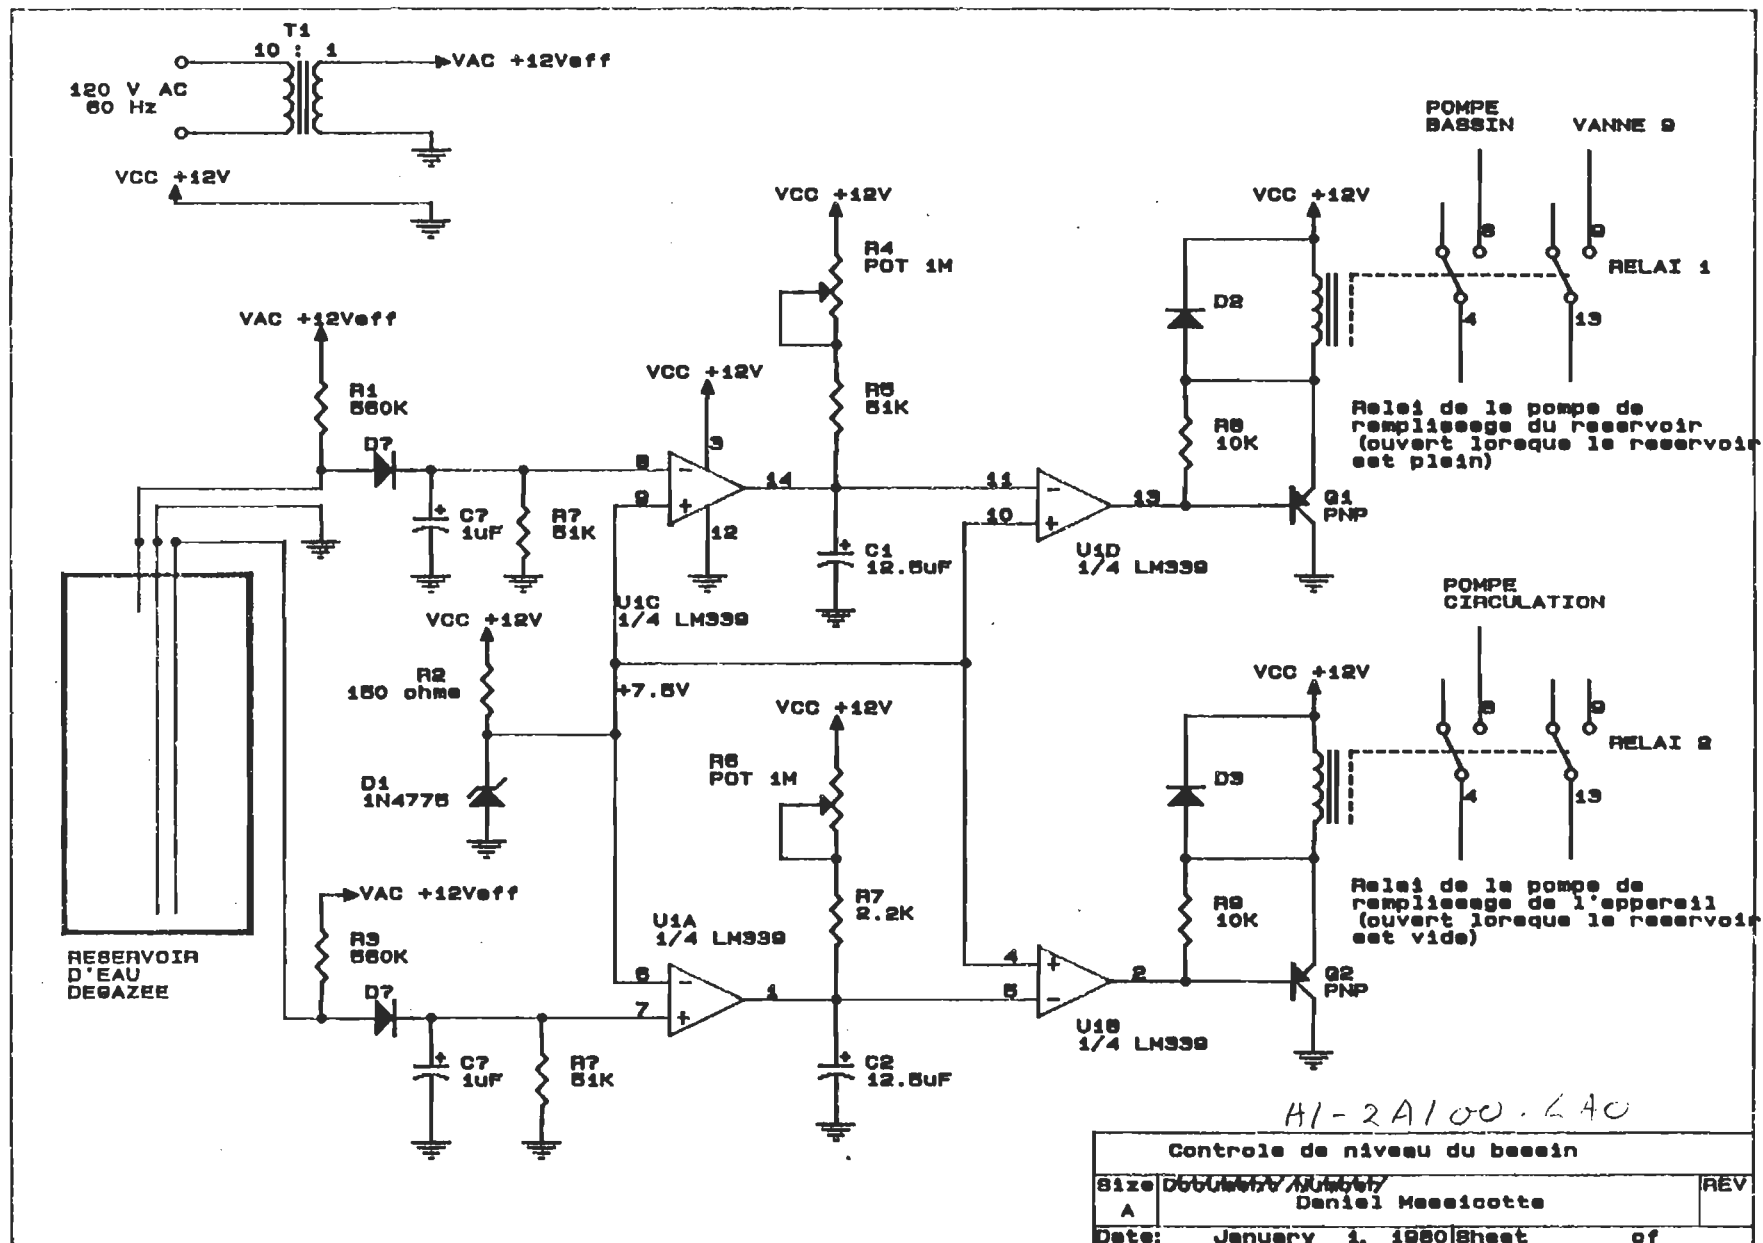 T1
10 : 1
VAC +12Veff
120 V AC
60 Hz
VCC +12V
POMPE
BASSIN
VANNE 9
VCC +12V
VCC +12V
R4
POT 1M
8
9
RELAI 1
D2
4
13
VAC +12Veff
R1
560K
VCC +12V
R5
51K
Relai de la pompe de
remplissage du reservoir
(ouvert lorsque le reservoir
est plein)
R8
10K
D?
3
8
-
14
11
-
9
+
12
13
10
+
Q1
PNP
C?
1uF
R?
51K
C1
12.5uF
U1D
1/4 LM339
U1C
1/4 LM339
POMPE
CIRCULATION
VCC +12V
R2
150 ohms
+7.5V
VCC +12V
VCC +12V
8
9
RELAI 2
R6
POT 1M
D1
1N4775
D3
4
13
VAC +12Veff
R7
2.2K
Relai de la pompe de
remplissage de l'appareil
(ouvert lorsque le reservoir
est vide)
R9
10K
U1A
1/4 LM339
RESERVOIR
D'EAU
DEGAZEE
R3
560K
D?
6
-
1
7
+
4
+
2
5
-
Q2
PNP
U1B
1/4 LM339
C?
1uF
R?
51K
C2
12.5uF
A1-2A100.CAO
Controle de niveau du bassin
Size
A
Document Number
REV
Daniel Massicotte
Date: January 1, 1980 Sheet of